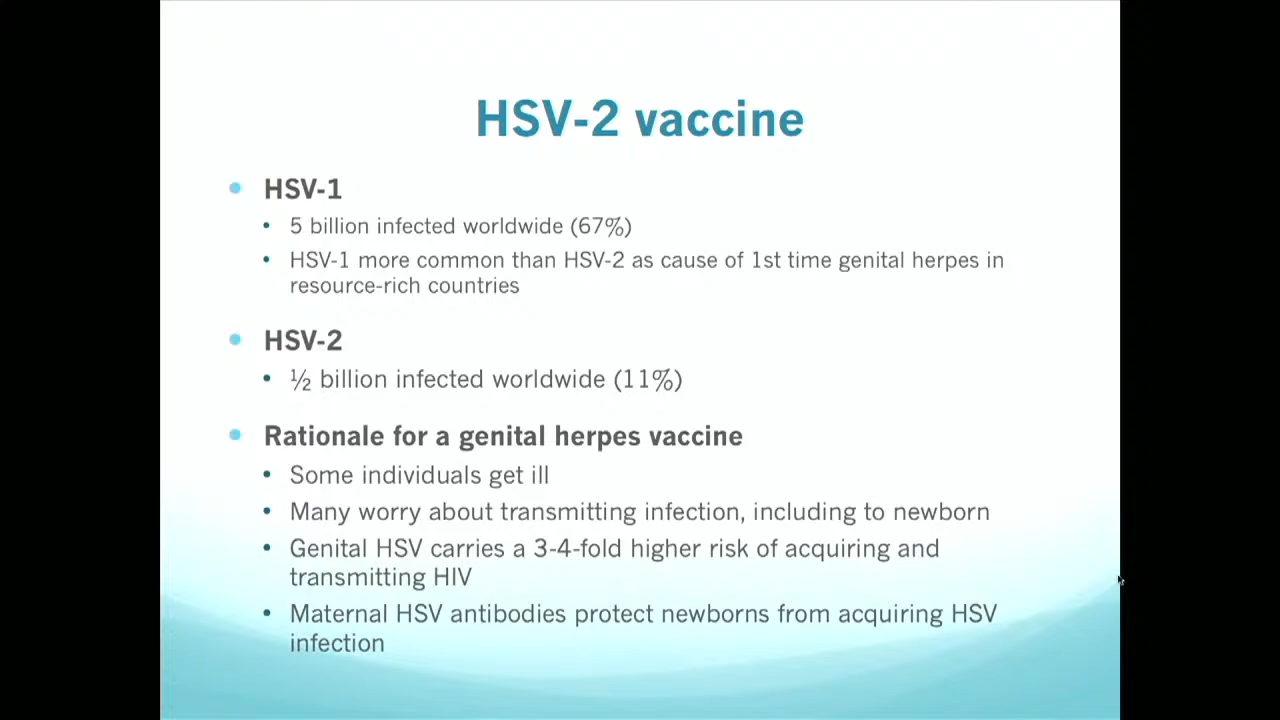 HSV-2 vaccine
• HSV-1
• 5 billion infected worldwide (67%)
• HSV-1 more common than HSV-2 as cause of 1st time genital herpes in
resource-rich countries
• HSV-2
• ½ billion infected worldwide (11%)
• Rationale for a genital herpes vaccine
• Some individuals get ill
• Many worry about transmitting infection, including to newborn
• Genital HSV carries a 3-4-fold higher risk of acquiring and
transmitting HIV
• Maternal HSV antibodies protect newborns from acquiring HSV
infection